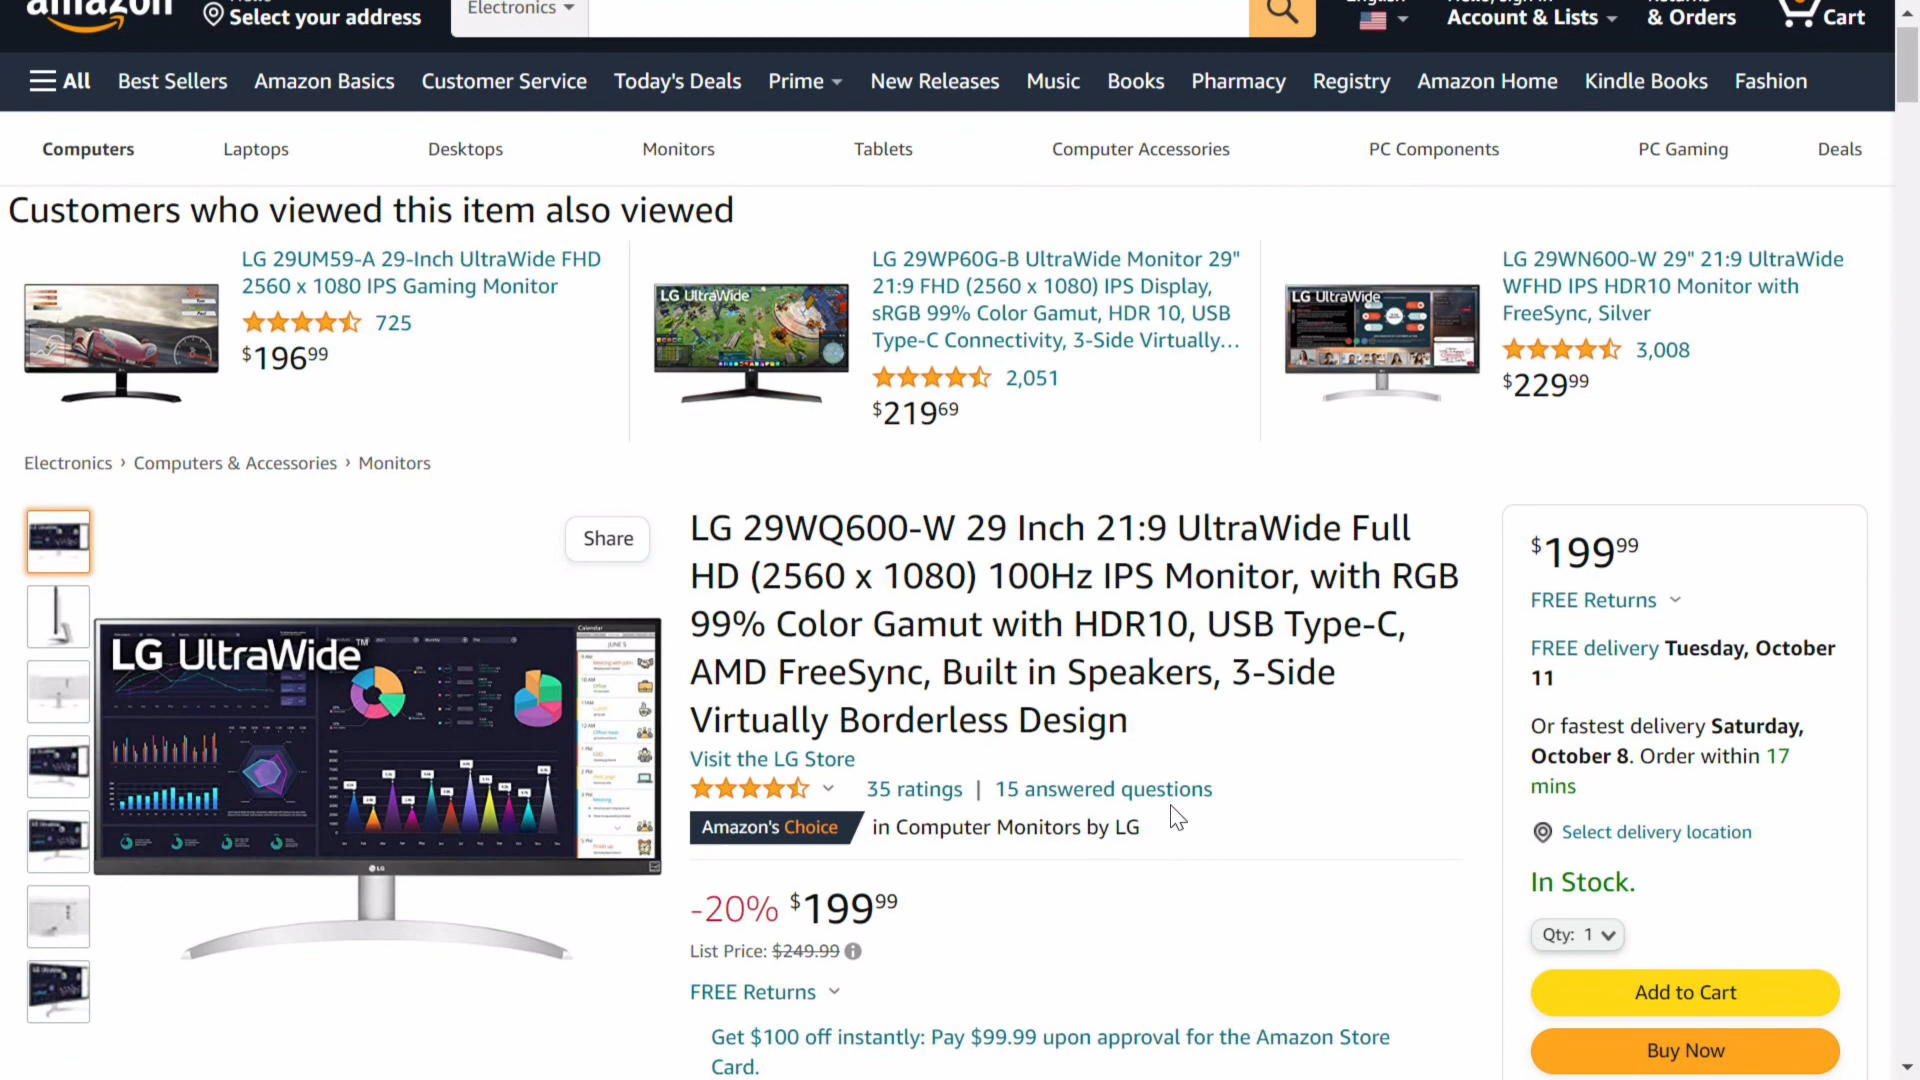 amazon
Select your address
Electronics
Account & Lists
& Orders
Cart
All
Best Sellers
Amazon Basics
Customer Service
Today's Deals
Prime
New Releases
Music
Books
Pharmacy
Registry
Amazon Home
Kindle Books
Fashion
Computers
Laptops
Desktops
Monitors
Tablets
Computer Accessories
PC Components
PC Gaming
Deals
Customers who viewed this item also viewed
LG 29UM59-A 29-Inch UltraWide FHD
2560 x 1080 IPS Gaming Monitor
725
$196.99
LG UltraWide
LG 29WP60G-B UltraWide Monitor 29"
21:9 FHD (2560 x 1080) IPS Display,
sRGB 99% Color Gamut, HDR 10, USB
Type-C Connectivity, 3-Side Virtually…
2,051
$219.69
LG UltraWide
LG 29WN600-W 29" 21:9 UltraWide
WFHD IPS HDR10 Monitor with
FreeSync, Silver
3,008
$229.99
Electronics › Computers & Accessories › Monitors
Share
LG UltraWide™
Calendar
JUNE 5
LG
LG 29WQ600-W 29 Inch 21:9 UltraWide Full
HD (2560 x 1080) 100Hz IPS Monitor, with RGB
99% Color Gamut with HDR10, USB Type-C,
AMD FreeSync, Built in Speakers, 3-Side
Virtually Borderless Design
Visit the LG Store
35 ratings | 15 answered questions
Amazon's Choice in Computer Monitors by LG
-20% $199.99
List Price: $249.99
FREE Returns
Get $100 off instantly: Pay $99.99 upon approval for the Amazon Store
Card.
$199.99
FREE Returns
FREE delivery Tuesday, October
11
Or fastest delivery Saturday,
October 8. Order within 17
mins
Select delivery location
In Stock.
Qty: 1
Add to Cart
Buy Now